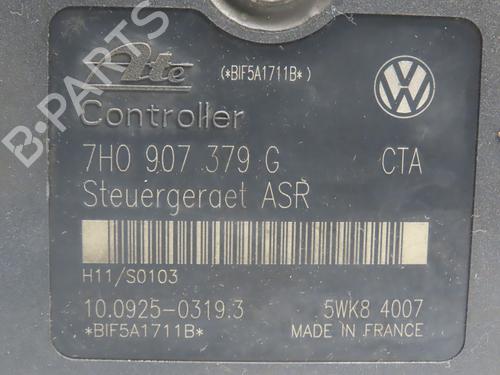 Ate (*BIF5A1711B*)
Controller
7H0 907 379 G CTA
Steuergeraet ASR
H11/S0103
10.0925-0319.3 5WK8 4007
*BIF5A1711B* MADE IN FRANCE
B-PARTS